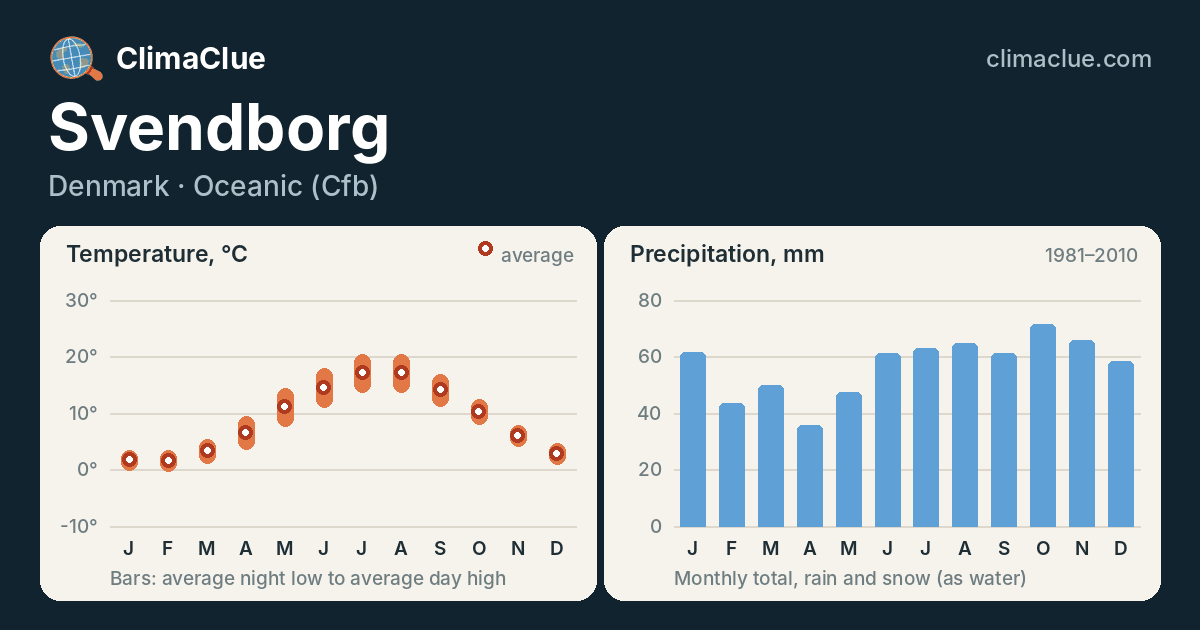 ClimaClue
climaclue.com
Svendborg
Denmark · Oceanic (Cfb)
Temperature, °C
average
30°
20°
10°
0°
-10°
J F M A M J J A S O N D
Bars: average night low to average day high
Precipitation, mm
1981–2010
80
60
40
20
0
J F M A M J J A S O N D
Monthly total, rain and snow (as water)